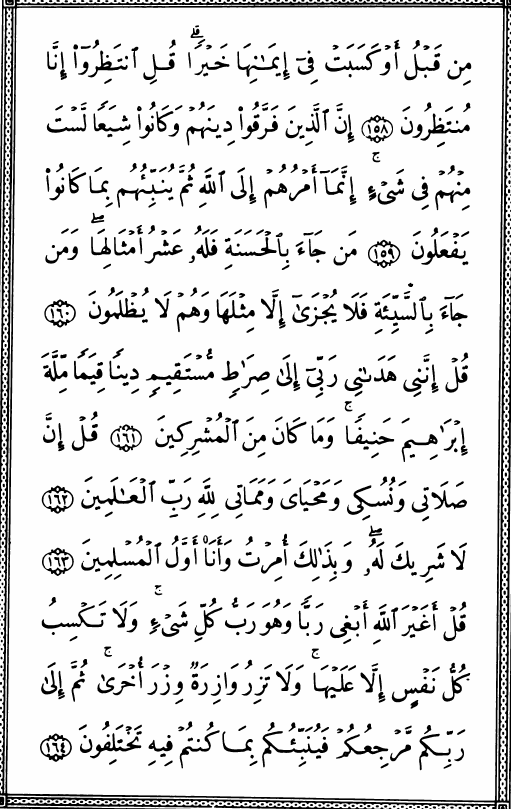 مِن قَبۡلُ أَوۡ كَسَبَتۡ فِيٓ إِيمَٰنِهَا خَيۡرٗاۗ قُلِ ٱنتَظِرُوٓاْ إِنَّا
مُنتَظِرُونَ ١٥٨ إِنَّ ٱلَّذِينَ فَرَّقُواْ دِينَهُمۡ وَكَانُواْ شِيَعٗا لَّسۡتَ
مِنۡهُمۡ فِي شَيۡءٍۚ إِنَّمَآ أَمۡرُهُمۡ إِلَى ٱللَّهِ ثُمَّ يُنَبِّئُهُم بِمَا كَانُواْ
يَفۡعَلُونَ ١٥٩ مَن جَآءَ بِٱلۡحَسَنَةِ فَلَهُۥ عَشۡرُ أَمۡثَالِهَاۖ وَمَن
جَآءَ بِٱلسَّيِّئَةِ فَلَا يُجۡزَىٰٓ إِلَّا مِثۡلَهَا وَهُمۡ لَا يُظۡلَمُونَ ١٦٠
قُلۡ إِنَّنِي هَدَىٰنِي رَبِّيٓ إِلَىٰ صِرَٰطٖ مُّسۡتَقِيمٖ دِينٗا قِيَمٗا مِّلَّةَ
إِبۡرَٰهِيمَ حَنِيفٗاۚ وَمَا كَانَ مِنَ ٱلۡمُشۡرِكِينَ ١٦١ قُلۡ إِنَّ
صَلَاتِي وَنُسُكِي وَمَحۡيَايَ وَمَمَاتِي لِلَّهِ رَبِّ ٱلۡعَٰلَمِينَ ١٦٢
لَا شَرِيكَ لَهُۥۖ وَبِذَٰلِكَ أُمِرۡتُ وَأَنَا۠ أَوَّلُ ٱلۡمُسۡلِمِينَ ١٦٣
قُلۡ أَغَيۡرَ ٱللَّهِ أَبۡغِي رَبّٗا وَهُوَ رَبُّ كُلِّ شَيۡءٖۚ وَلَا تَكۡسِبُ
كُلُّ نَفۡسٍ إِلَّا عَلَيۡهَاۚ وَلَا تَزِرُ وَازِرَةٞ وِزۡرَ أُخۡرَىٰۚ ثُمَّ إِلَىٰ
رَبِّكُم مَّرۡجِعُكُمۡ فَيُنَبِّئُكُم بِمَا كُنتُمۡ فِيهِ تَخۡتَلِفُونَ ١٦٤